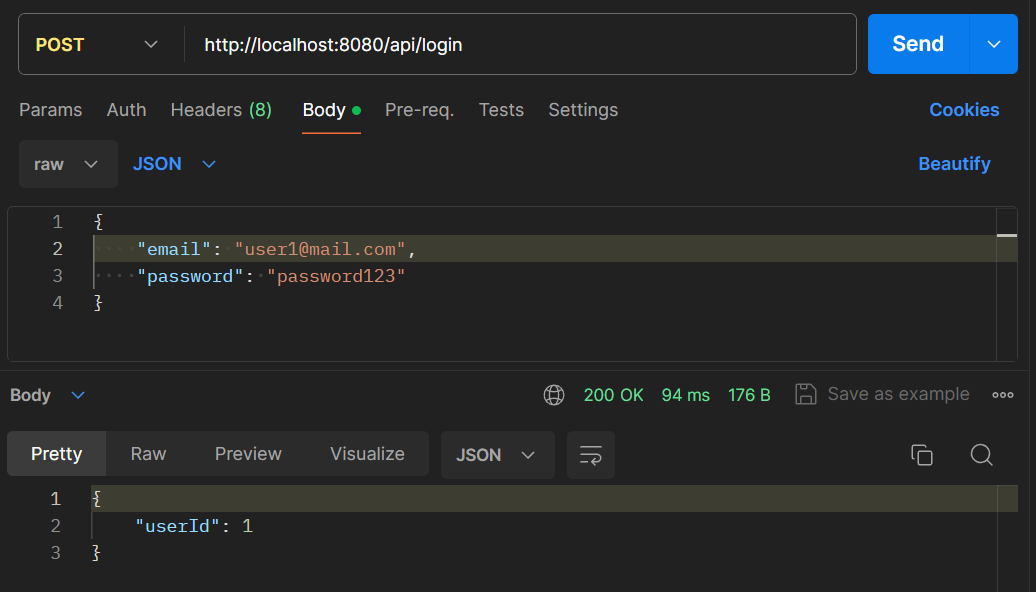 POST http://localhost:8080/api/login Send
Params Auth Headers (8) Body Pre-req. Tests Settings Cookies
raw JSON Beautify
1 {
2 ····"email":·"user1@mail.com",
3 ····"password":·"password123"
4 }
Body 200 OK 94 ms 176 B Save as example
Pretty Raw Preview Visualize JSON
1 {
2     "userId": 1
3 }